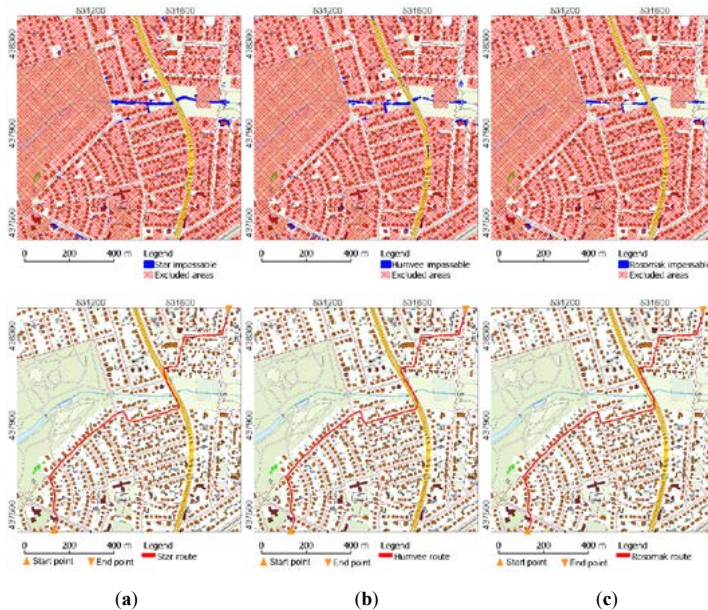 531200 531600 531200 531600 531200 531600
438300 438300 438300
437900 437900 437900
437500 437500 437500
0 200 400 m Legend 0 200 400 m Legend 0 200 400 m Legend
Star impassable Humvee impassable Rosomak impassable
Excluded areas Excluded areas Excluded areas
531200 531600 531200 531600 531200 531600
438300 438300 438300
437900 437900 437900
437500 437500 437500
0 200 400 m Legend 0 200 400 m Legend 0 200 400 m Legend
Start point End point Star route Start point End point Humvee route Start point End point Rosomak route
(a) (b) (c)